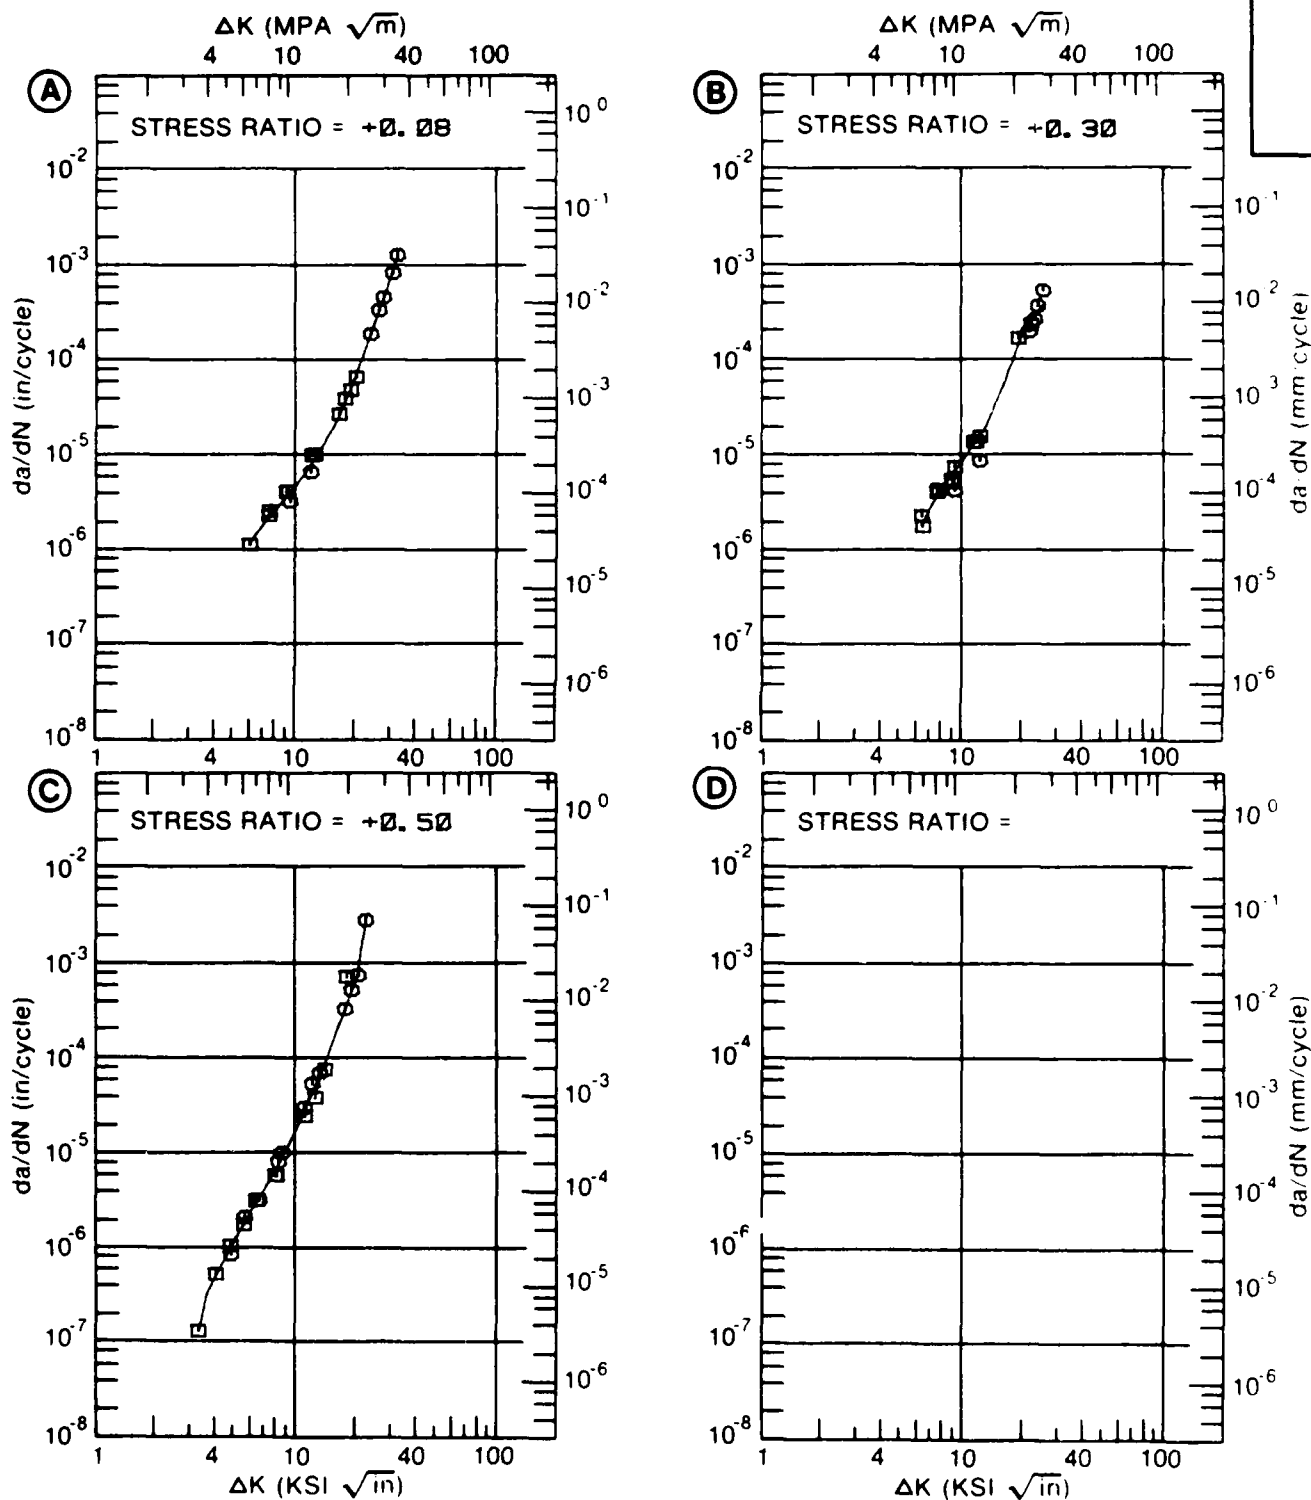 ΔK (MPA √m)
4 10 40 100
A
STRESS RATIO = +0.08
10^-2
10^-3
10^-4
10^-5
10^-6
10^-7
10^-8
da/dN (in/cycle)
10^0
10^-1
10^-2
10^-3
10^-4
10^-5
10^-6
1 4 10 40 100
ΔK (MPA √m)
4 10 40 100
B
STRESS RATIO = +0.30
10^-2
10^-3
10^-4
10^-5
10^-6
10^-7
10^-8
10^-1
10^-2
10^-3
10^-4
10^-5
10^-6
da·dN (mm·cycle)
1 4 10 40 100
C
STRESS RATIO = +0.50
10^-2
10^-3
10^-4
10^-5
10^-6
10^-7
10^-8
da/dN (in/cycle)
10^0
10^-1
10^-2
10^-3
10^-4
10^-5
10^-6
1 4 10 40 100
ΔK (KSI √in)
D
STRESS RATIO =
10^-2
10^-3
10^-4
10^-5
10^-6
10^-7
10^-8
10^0
10^-1
10^-2
10^-3
10^-4
10^-5
10^-6
da/dN (mm/cycle)
1 4 10 40 100
ΔK (KSI √in)